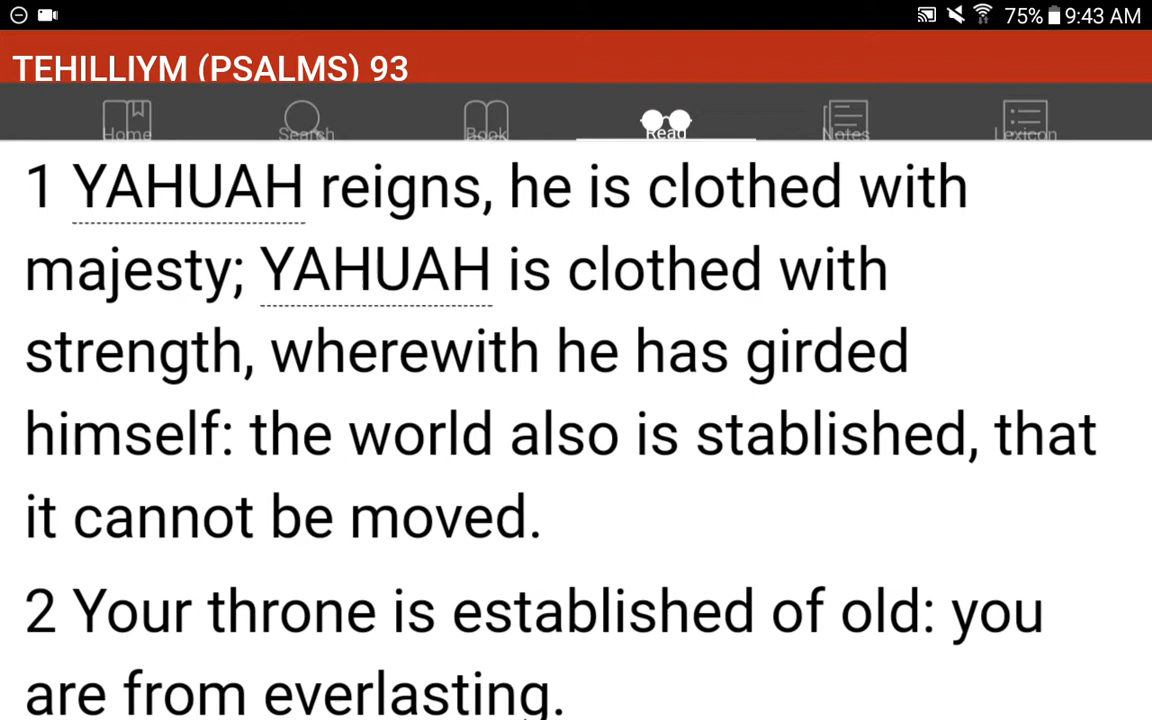 75% 9:43 AM
TEHILLIYM (PSALMS) 93
Home Search Book Read Notes Lexicon
1 YAHUAH reigns, he is clothed with
majesty; YAHUAH is clothed with
strength, wherewith he has girded
himself: the world also is stablished, that
it cannot be moved.
2 Your throne is established of old: you
are from everlasting.